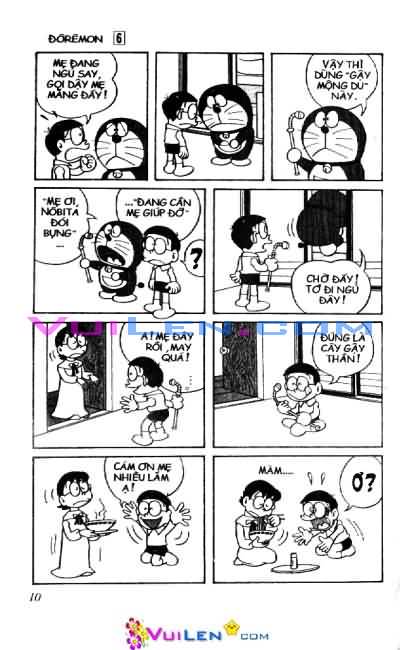 ĐÔRÊMON 6
MẸ ĐANG
NGỦ SAY,
GỌI DẬY MẸ
MẮNG ĐẤY!
VẬY THÌ
DÙNG "GẬY
MỘNG DU"
NÀY.
"MẸ ƠI,
NÔBITA
ĐÓI
BỤNG"
...
..."ĐANG CẦN
MẸ GIÚP ĐỠ"
?
CHỜ ĐẤY!
TỚ ĐI NGỦ
ĐÂY!
A! MẸ ĐÂY
RỒI, MAY
QUÁ!
ĐÚNG LÀ
CÂY GẬY
THẦN!
CÁM ƠN MẸ
NHIỀU LẮM
Ạ!
MĂM.....
Ơ?
VuiLen.com
10
VuiLen.com